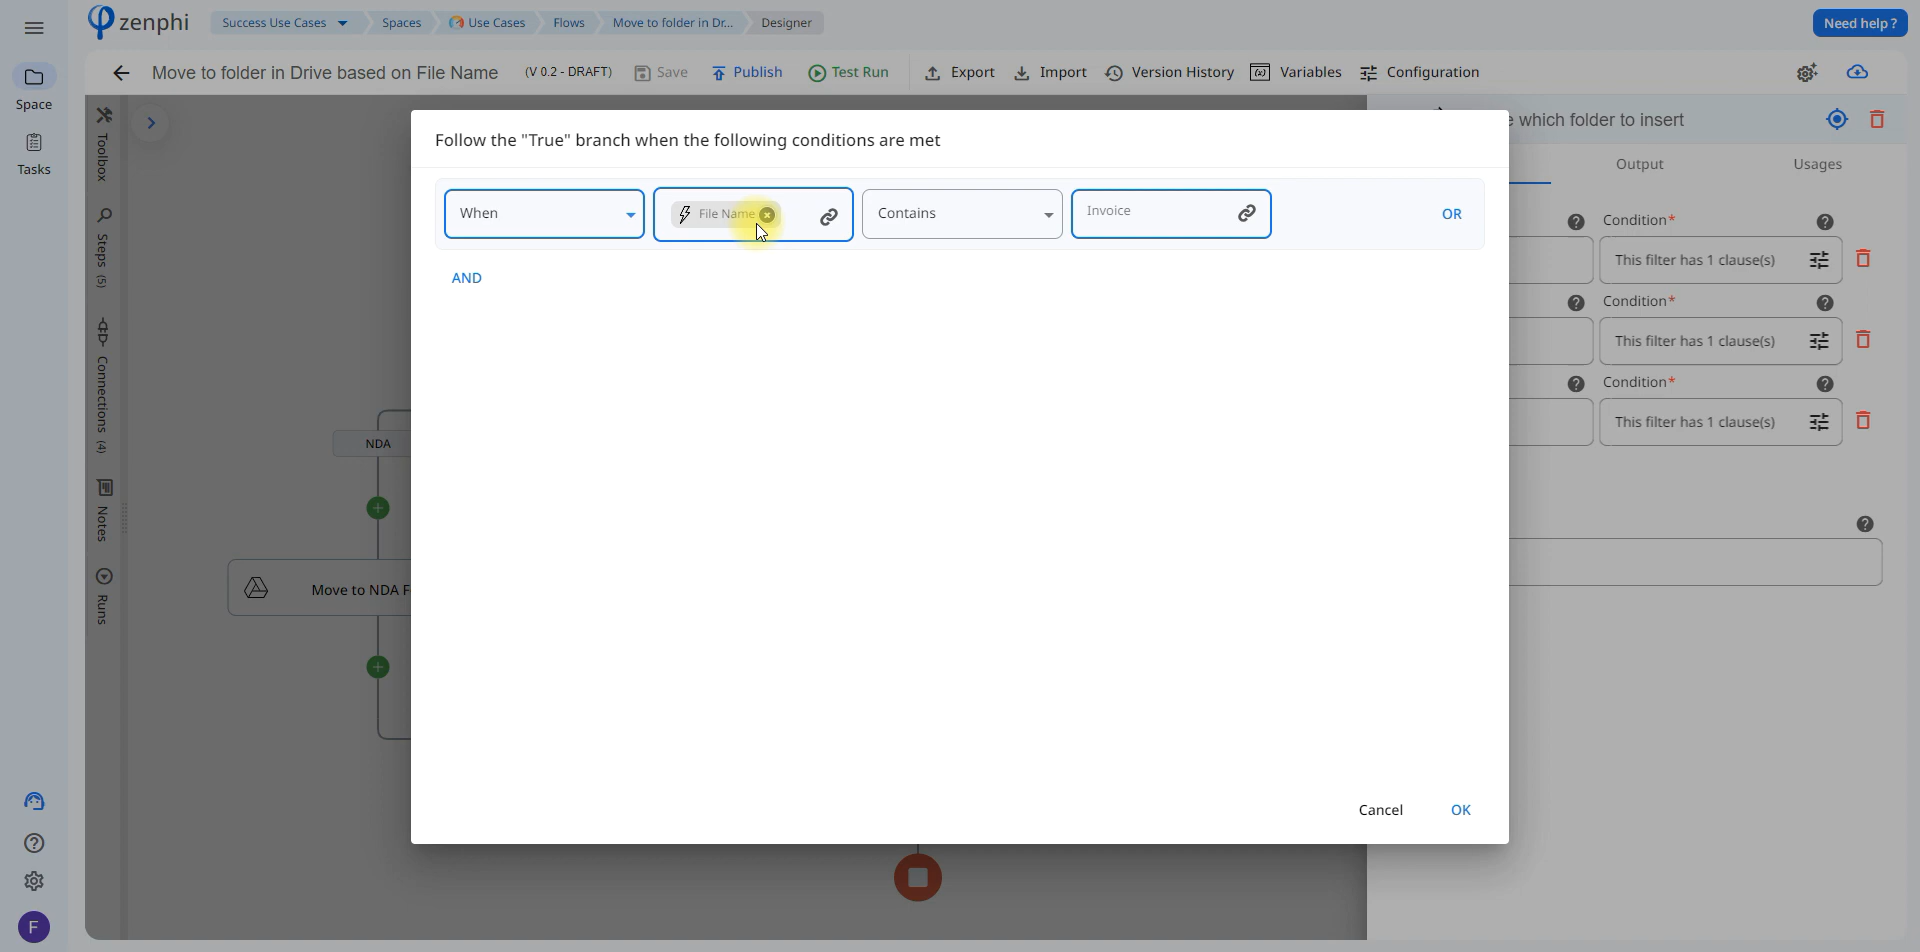 zenphi
Success Use Cases
Spaces
Use Cases
Flows
Move to folder in Dr...
Designer
Need help ?
Move to folder in Drive based on File Name
(V 0.2 - DRAFT)
Save
Publish
Test Run
Export
Import
Version History
Variables
Configuration
Space
Tasks
Toolbox
Steps (5)
Connections (4)
Notes
Runs
NDA
Move to NDA F
Follow the "True" branch when the following conditions are met
When
File Name
Contains
Invoice
OR
AND
Cancel
OK
which folder to insert
Output
Usages
Condition*
This filter has 1 clause(s)
Condition*
This filter has 1 clause(s)
Condition*
This filter has 1 clause(s)
F